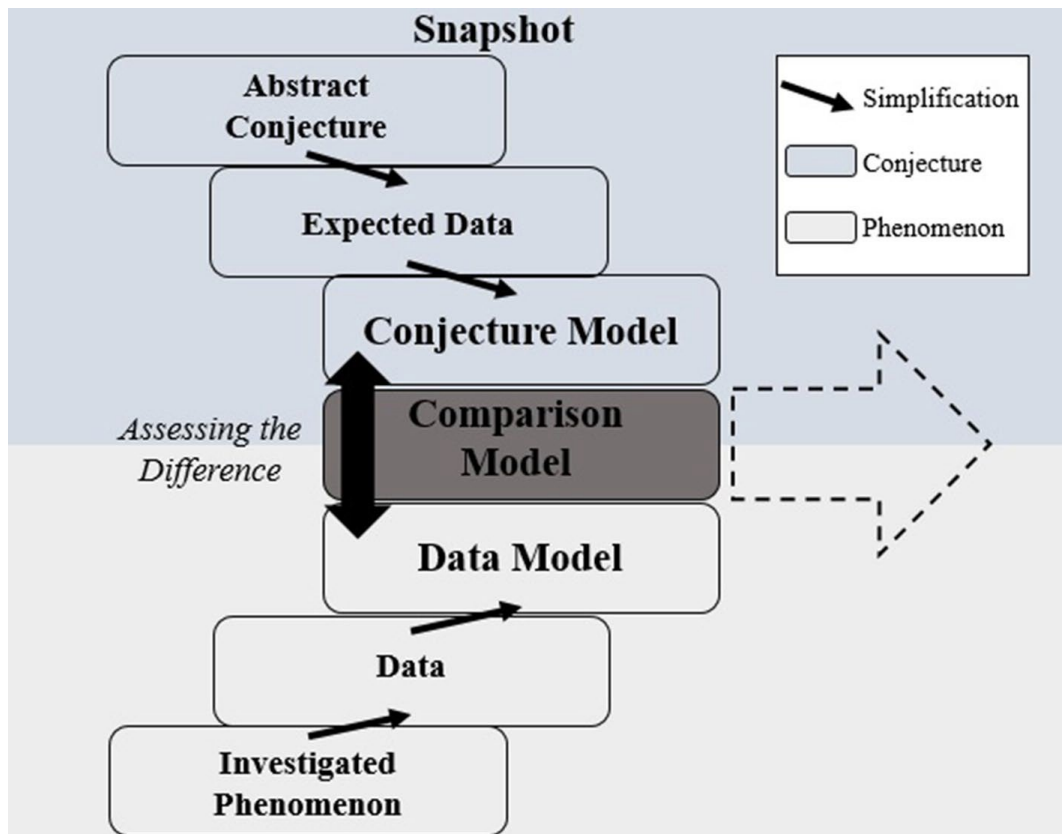 Snapshot
Abstract
Conjecture
Expected Data
Conjecture Model
Comparison
Model
Assessing the
Difference
Data Model
Data
Investigated
Phenomenon
Simplification
Conjecture
Phenomenon